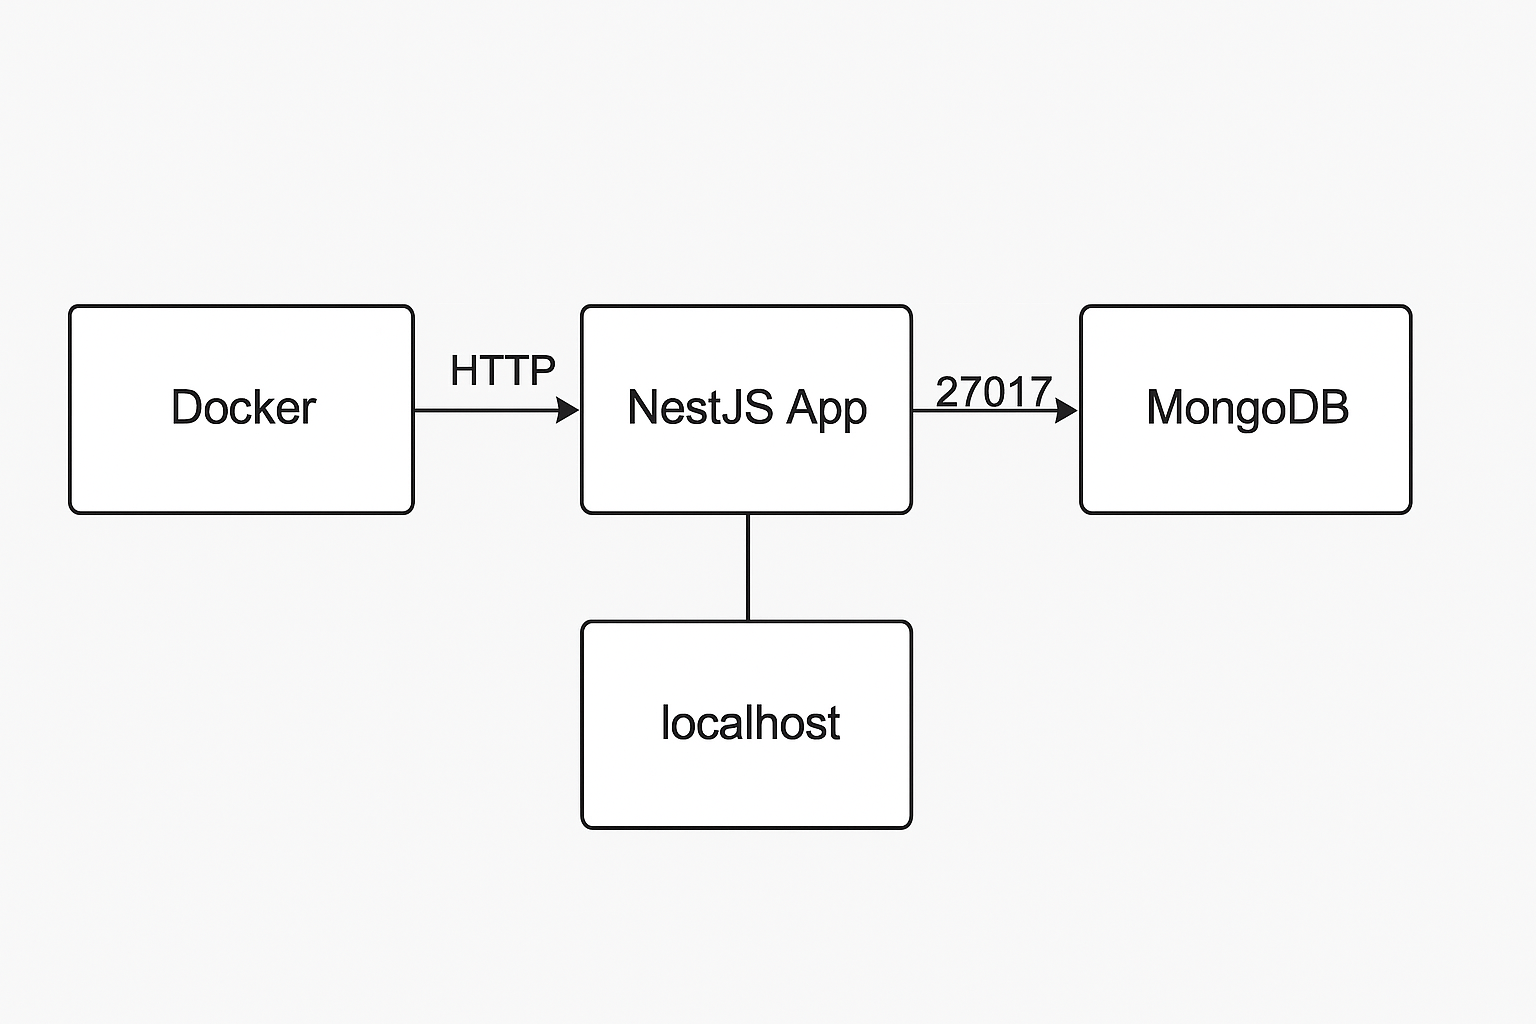 Docker
HTTP
NestJS App
27017
MongoDB
localhost